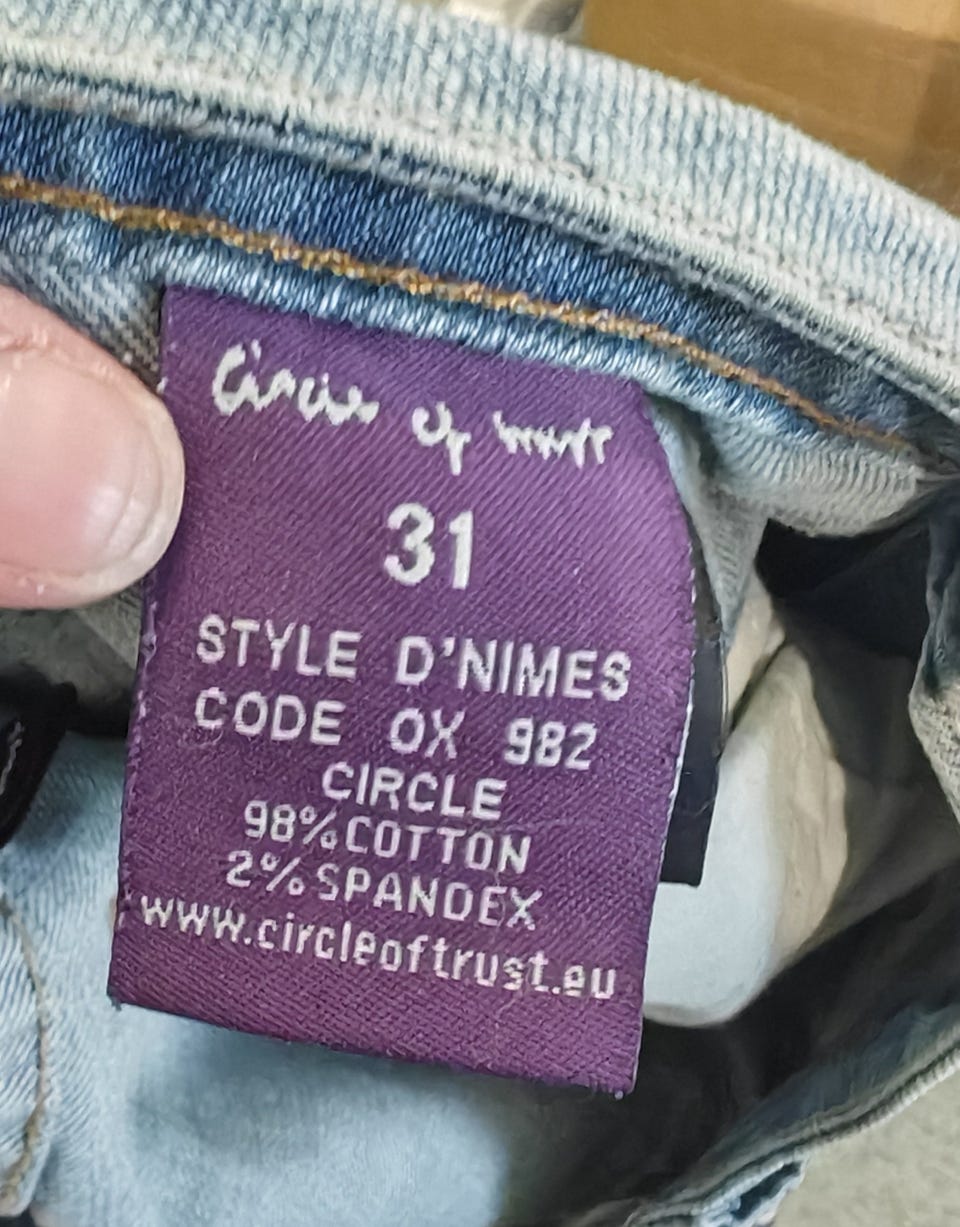 Circle of trust
31
STYLE D'NIMES
CODE OX 982
CIRCLE
98%COTTON
2%SPANDEX
www.circleoftrust.eu